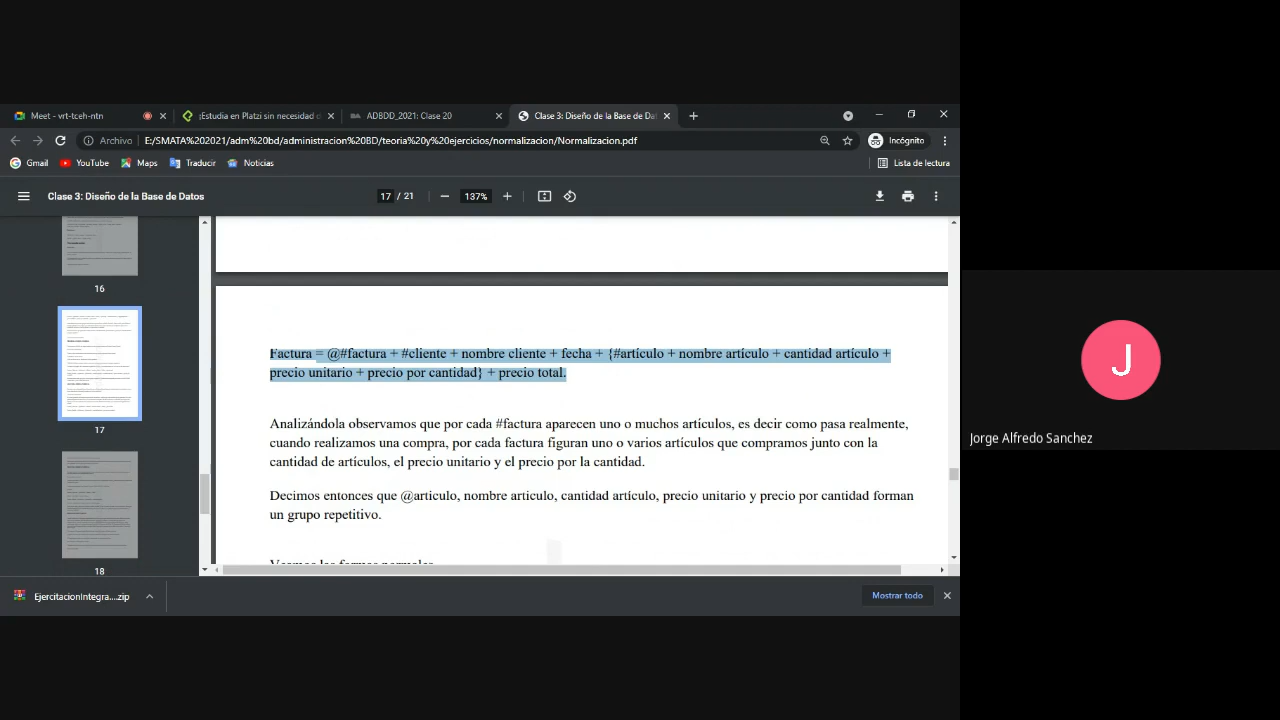 Meet - vrt-tceh-ntn
¡Estudia en Platzi sin necesidad d
ADBDD_2021: Clase 20
Clase 3: Diseño de la Base de Dat
Archivo
E:/SMATA%202021/adm%20bd/administracion%20BD/teoria%20y%20ejercicios/normalizacion/Normalizacion.pdf
Incógnito
Gmail
YouTube
Maps
Traducir
Noticias
Lista de lectura
Clase 3: Diseño de la Base de Datos
17 / 21
137%
16
17
18
Factura = @#factura + #cliente + nombre cliente + fecha + {#artículo + nombre artículo + cantidad artículo +
precio unitario + precio por cantidad} + precio total.
Analizándola observamos que por cada #factura aparecen uno o muchos artículos, es decir como pasa realmente,
cuando realizamos una compra, por cada factura figuran uno o varios artículos que compramos junto con la
cantidad de artículos, el precio unitario y el precio por la cantidad.
Decimos entonces que @articulo, nombre articulo, cantidad artículo, precio unitario y precio por cantidad forman
un grupo repetitivo.
Veamos las formas normales
EjercitacionIntegra....zip
Mostrar todo
J
Jorge Alfredo Sanchez